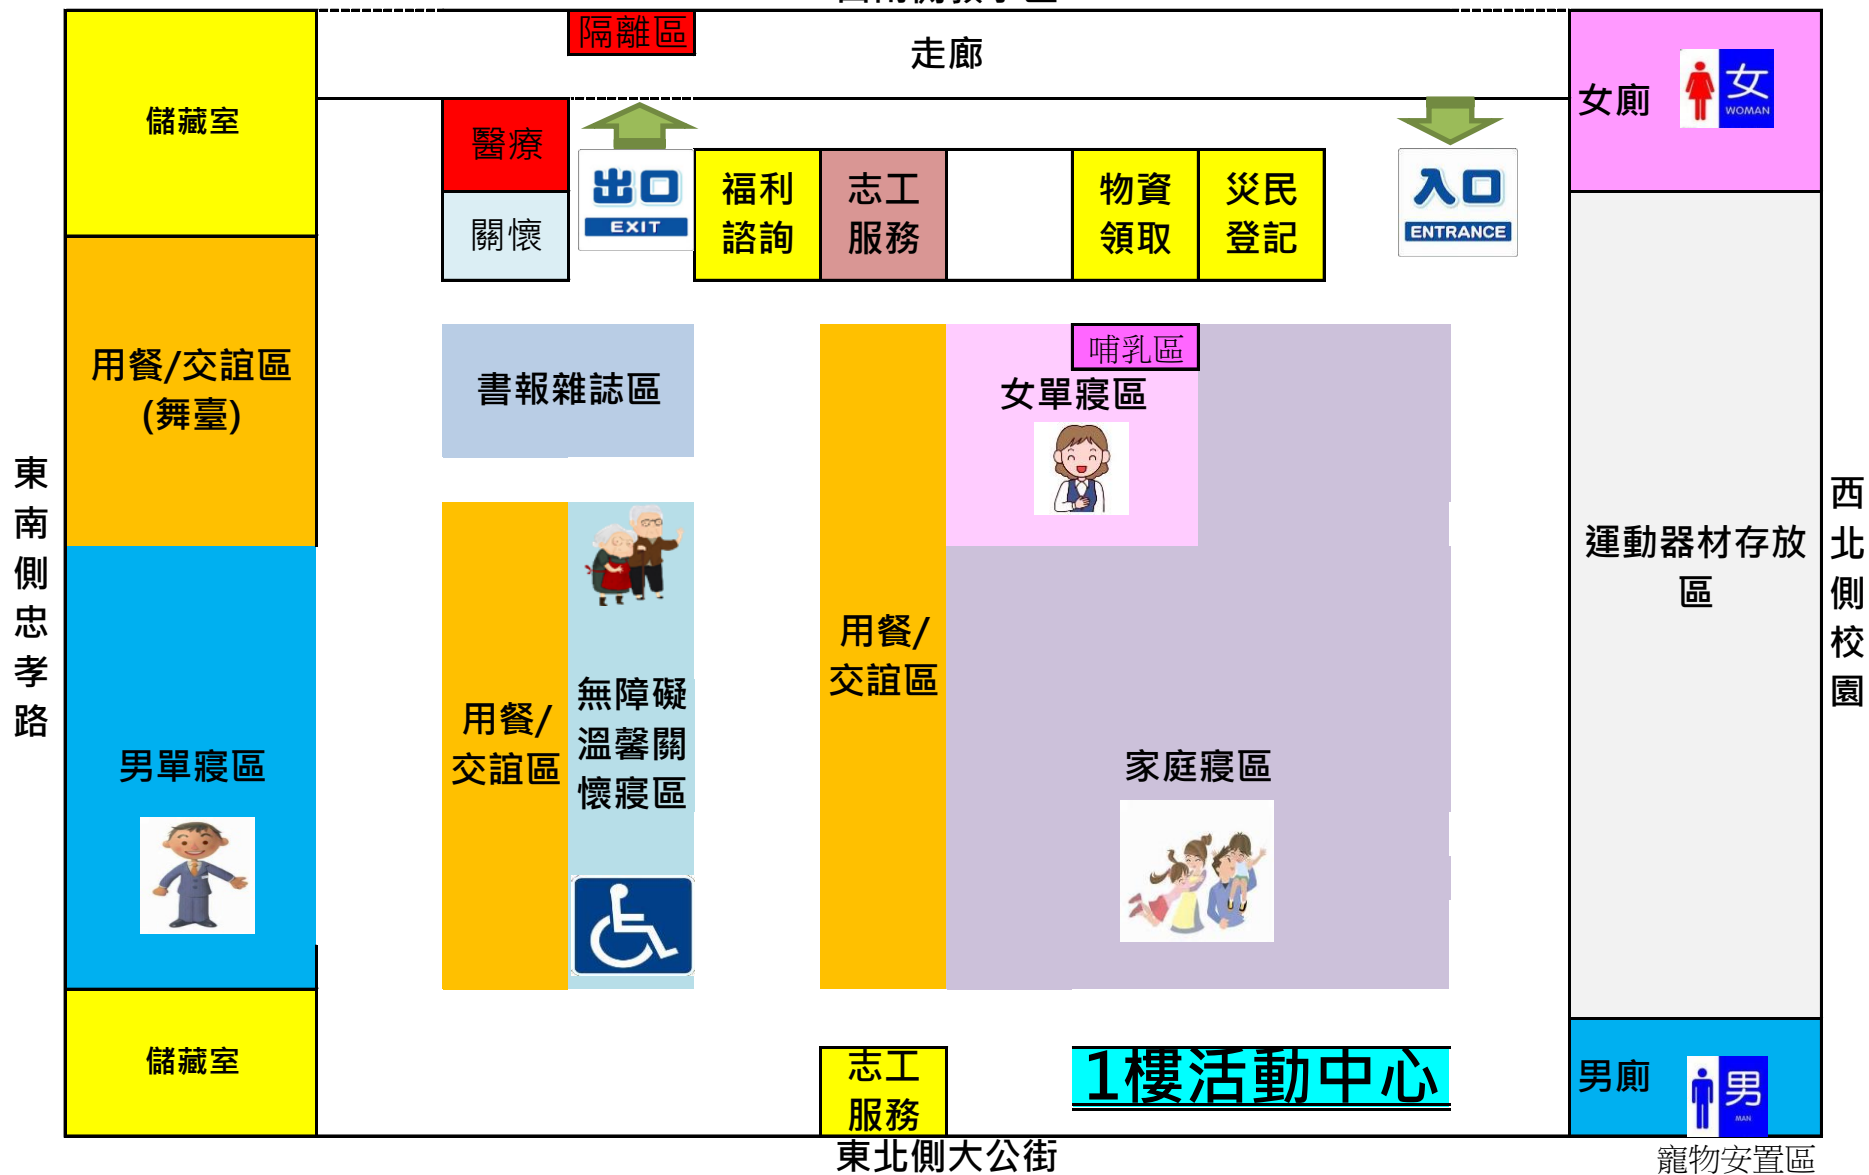 隔離區
走廊
儲藏室
醫療
關懷
出口
EXIT
福利
諮詢
志工
服務
物資
領取
災民
登記
入口
ENTRANCE
女廁
女
WOMAN
用餐/交誼區
(舞臺)
書報雜誌區
哺乳區
女單寢區
東南側忠孝路
西北側校園
運動器材存放
區
用餐/
交誼區
無障礙
溫馨關
懷寢區
用餐/
交誼區
男單寢區
家庭寢區
儲藏室
志工
服務
1樓活動中心
男廁
男
MAN
東北側大公街
寵物安置區